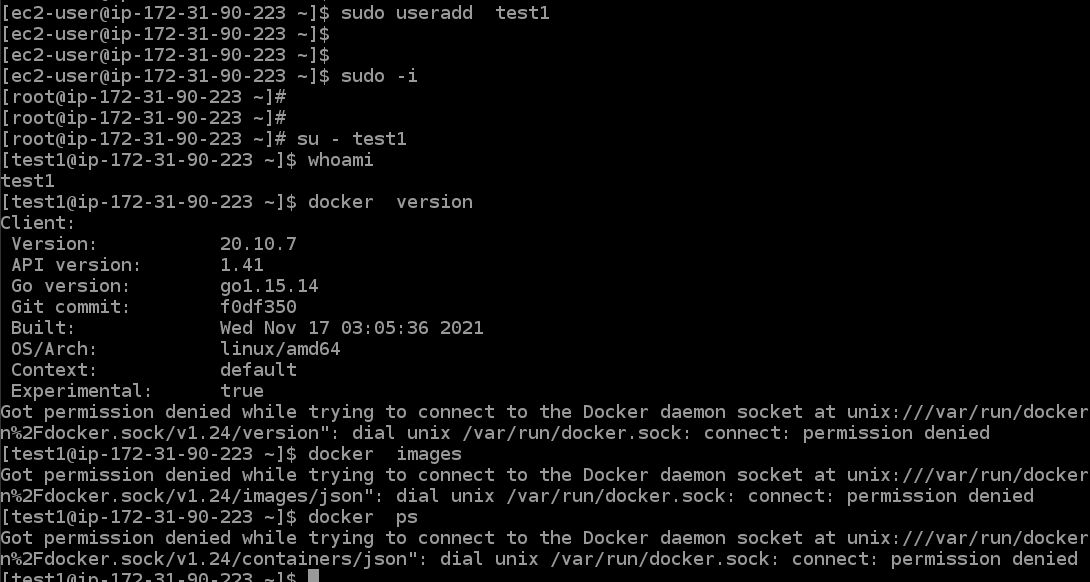 [ec2-user@ip-172-31-90-223 ~]$ sudo useradd  test1
[ec2-user@ip-172-31-90-223 ~]$
[ec2-user@ip-172-31-90-223 ~]$
[ec2-user@ip-172-31-90-223 ~]$ sudo -i
[root@ip-172-31-90-223 ~]#
[root@ip-172-31-90-223 ~]#
[root@ip-172-31-90-223 ~]# su - test1
[test1@ip-172-31-90-223 ~]$ whoami
test1
[test1@ip-172-31-90-223 ~]$ docker  version
Client:
 Version:           20.10.7
 API version:       1.41
 Go version:        go1.15.14
 Git commit:        f0df350
 Built:             Wed Nov 17 03:05:36 2021
 OS/Arch:           linux/amd64
 Context:           default
 Experimental:      true
Got permission denied while trying to connect to the Docker daemon socket at unix:///var/run/docker
n%2Fdocker.sock/v1.24/version": dial unix /var/run/docker.sock: connect: permission denied
[test1@ip-172-31-90-223 ~]$ docker  images
Got permission denied while trying to connect to the Docker daemon socket at unix:///var/run/docker
n%2Fdocker.sock/v1.24/images/json": dial unix /var/run/docker.sock: connect: permission denied
[test1@ip-172-31-90-223 ~]$ docker  ps
Got permission denied while trying to connect to the Docker daemon socket at unix:///var/run/docker
n%2Fdocker.sock/v1.24/containers/json": dial unix /var/run/docker.sock: connect: permission denied
[test1@ip-172-31-90-223 ~]$